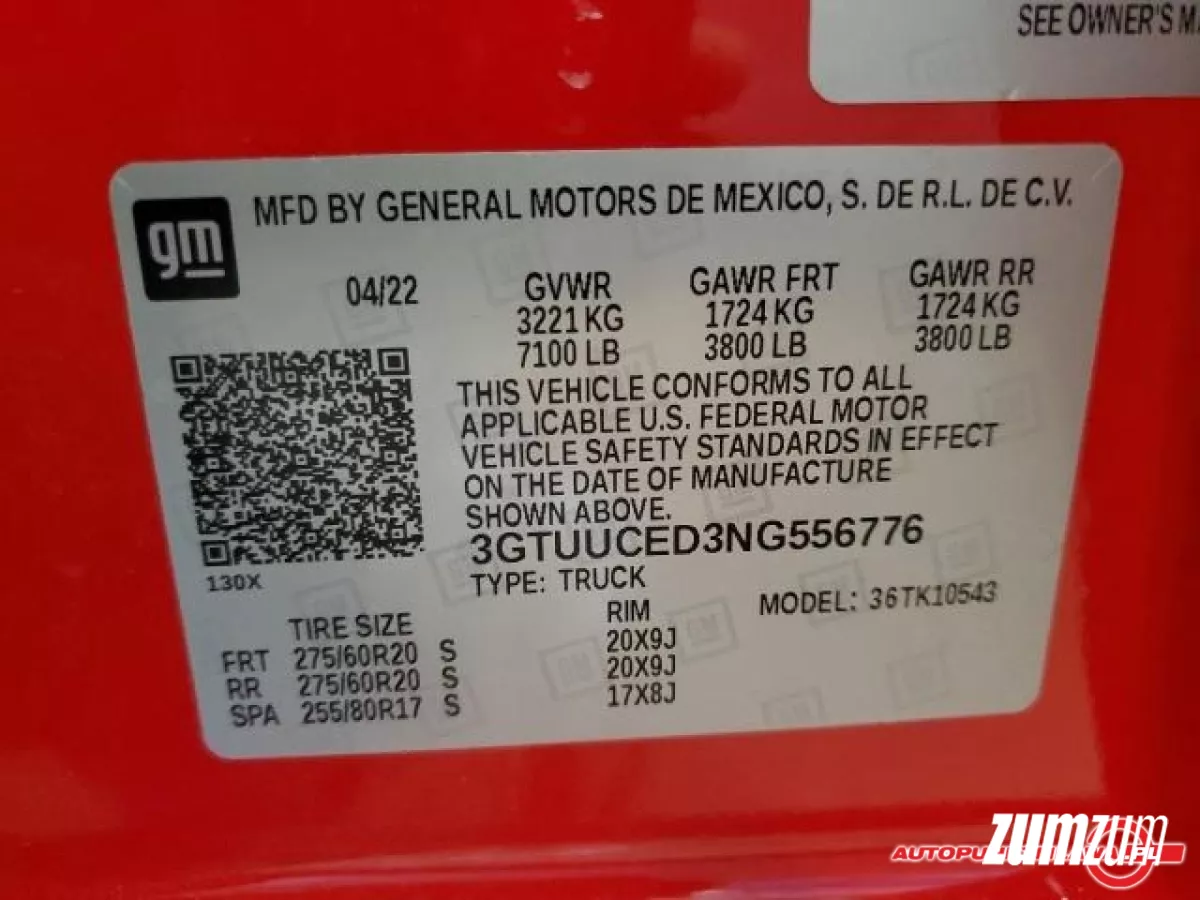 SEE OWNER'S
gm
MFD BY GENERAL MOTORS DE MEXICO, S. DE R.L. DE C.V.
04/22 GVWR GAWR FRT GAWR RR
3221 KG 1724 KG 1724 KG
7100 LB 3800 LB 3800 LB
THIS VEHICLE CONFORMS TO ALL
APPLICABLE U.S. FEDERAL MOTOR
VEHICLE SAFETY STANDARDS IN EFFECT
ON THE DATE OF MANUFACTURE
SHOWN ABOVE.
3GTUUCED3NG556776
130X
TYPE: TRUCK
MODEL: 36TK10543
TIRE SIZE RIM
FRT 275/60R20 S 20X9J
RR 275/60R20 S 20X9J
SPA 255/80R17 S 17X8J
zumzum